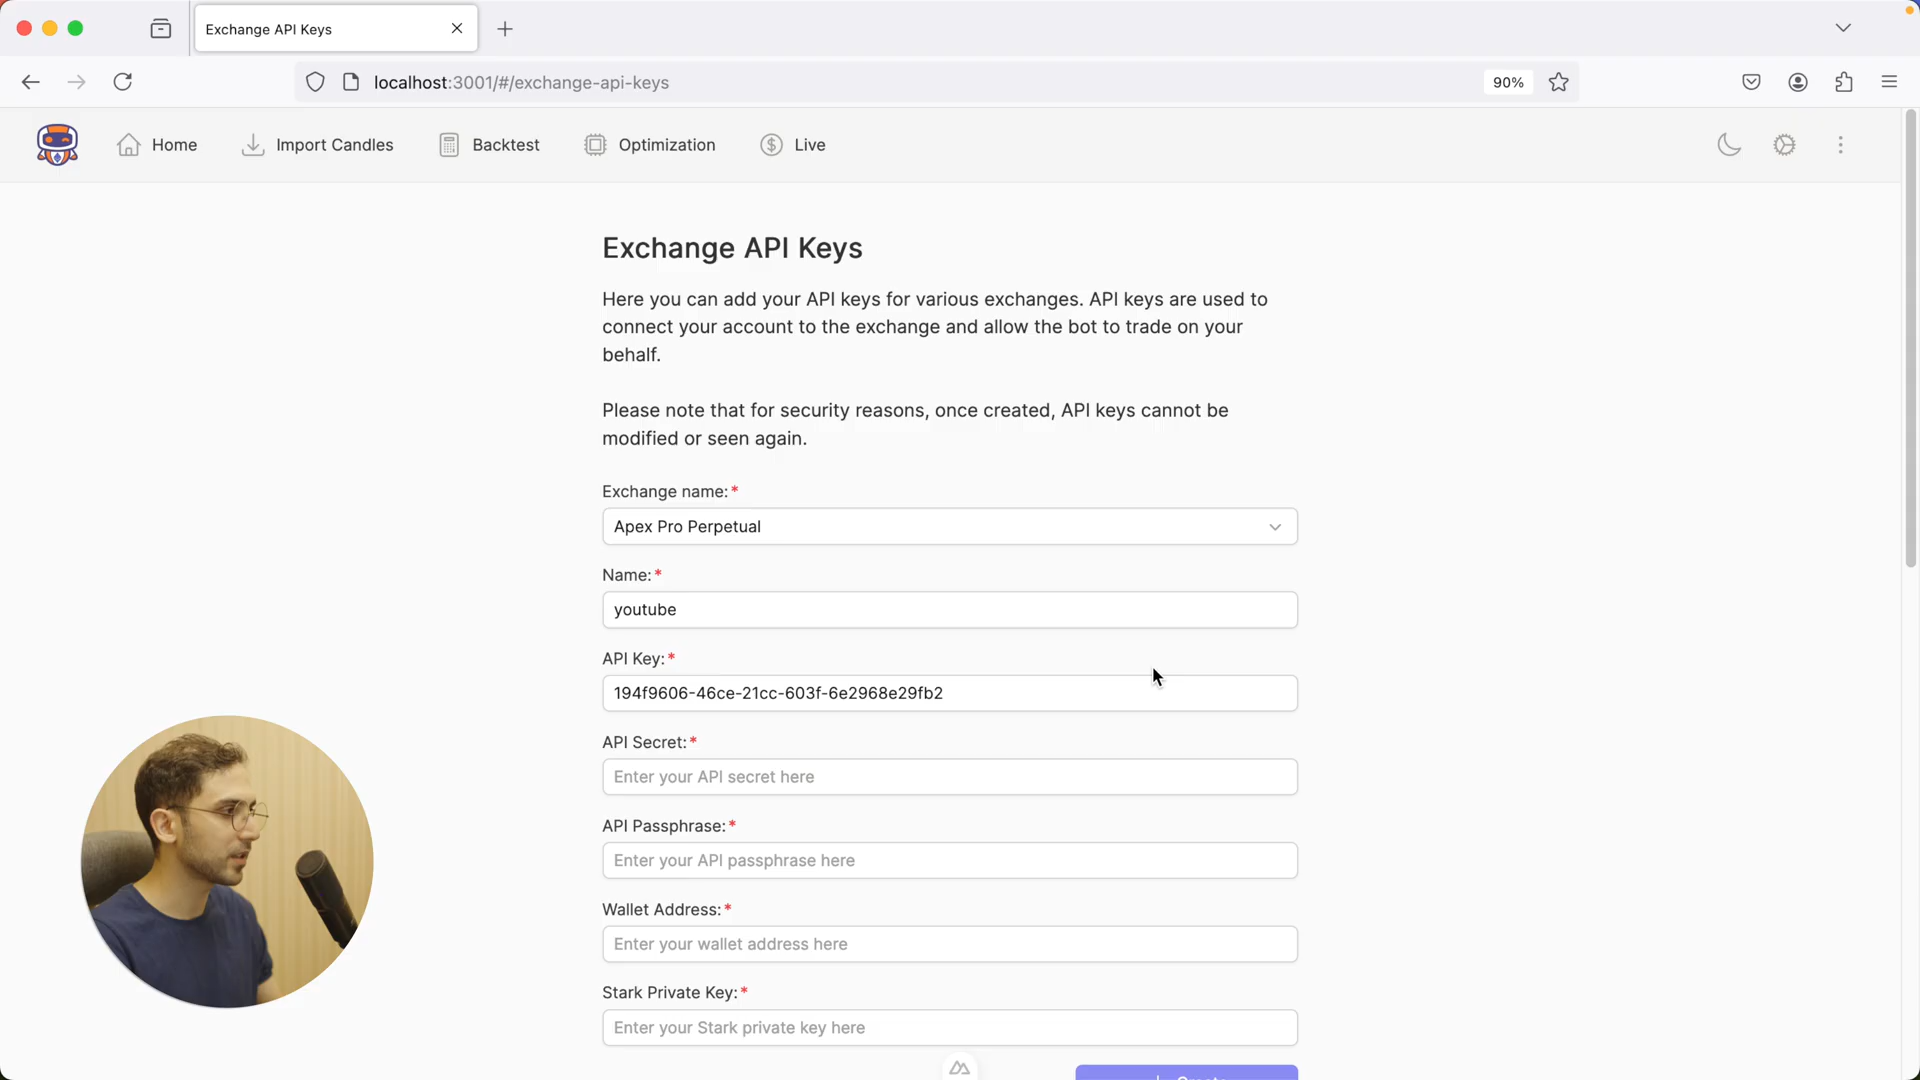 Exchange API Keys
localhost:3001/#/exchange-api-keys
90%
Home
Import Candles
Backtest
Optimization
Live
Exchange API Keys
Here you can add your API keys for various exchanges. API keys are used to
connect your account to the exchange and allow the bot to trade on your
behalf.
Please note that for security reasons, once created, API keys cannot be
modified or seen again.
Exchange name:*
Apex Pro Perpetual
Name:*
youtube
API Key:*
194f9606-46ce-21cc-603f-6e2968e29fb2
API Secret:*
Enter your API secret here
API Passphrase:*
Enter your API passphrase here
Wallet Address:*
Enter your wallet address here
Stark Private Key:*
Enter your Stark private key here